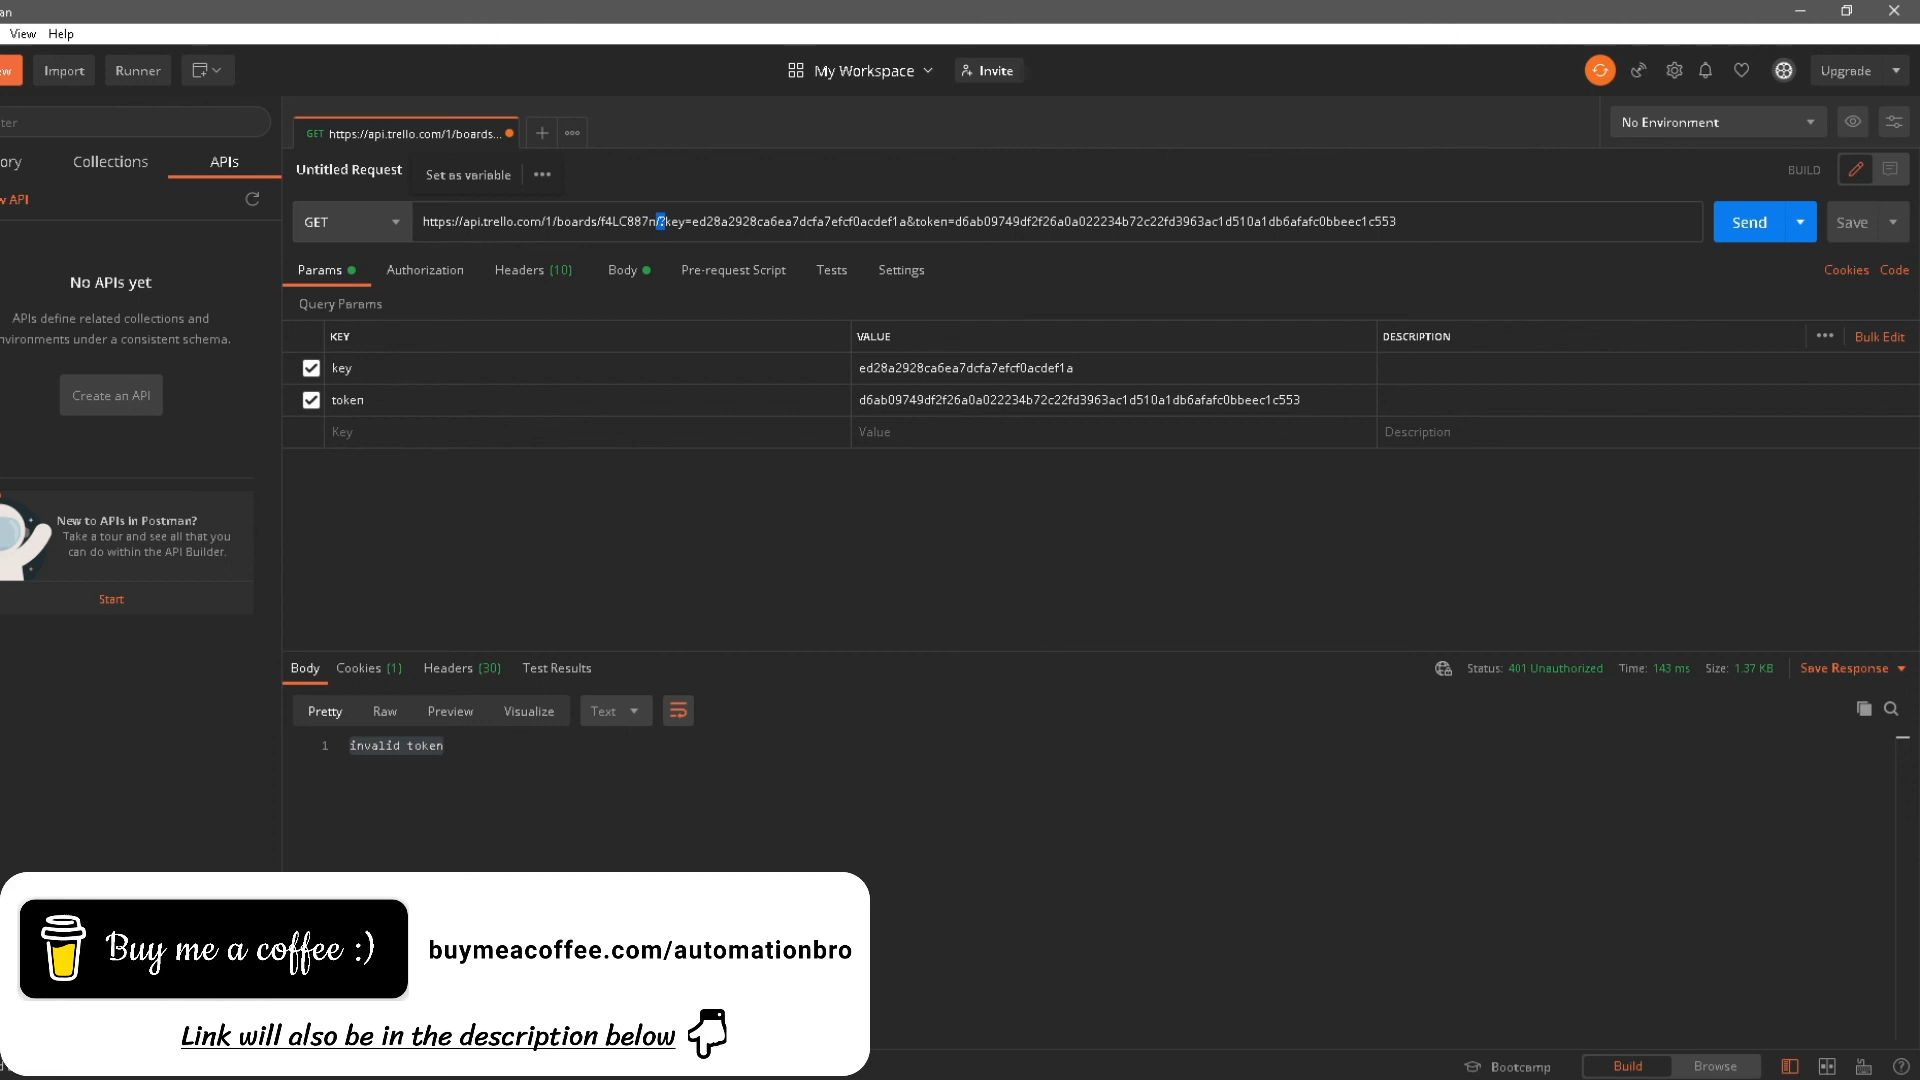 an
View Help
ew Import Runner My Workspace Invite Upgrade
ter
GET https://api.trello.com/1/boards...
No Environment
ory Collections APIs
Untitled Request Set as variable BUILD
w API
GET https://api.trello.com/1/boards/f4LC887n/?key=ed28a2928ca6ea7dcfa7efcf0acdef1a&token=d6ab09749df2f26a0a022234b72c22fd3963ac1d510a1db6afafc0bbeec1c553 Send Save
Params Authorization Headers (10) Body Pre-request Script Tests Settings Cookies Code
No APIs yet
Query Params
APIs define related collections and
nvironments under a consistent schema.
KEY VALUE DESCRIPTION Bulk Edit
key ed28a2928ca6ea7dcfa7efcf0acdef1a
token d6ab09749df2f26a0a022234b72c22fd3963ac1d510a1db6afafc0bbeec1c553
Key Value Description
Create an API
New to APIs in Postman?
Take a tour and see all that you
can do within the API Builder.
Start
Body Cookies (1) Headers (30) Test Results Status: 401 Unauthorized Time: 143 ms Size: 1.37 KB Save Response
Pretty Raw Preview Visualize Text
1 invalid token
Buy me a coffee :)
buymeacoffee.com/automationbro
Link will also be in the description below
Bootcamp Build Browse